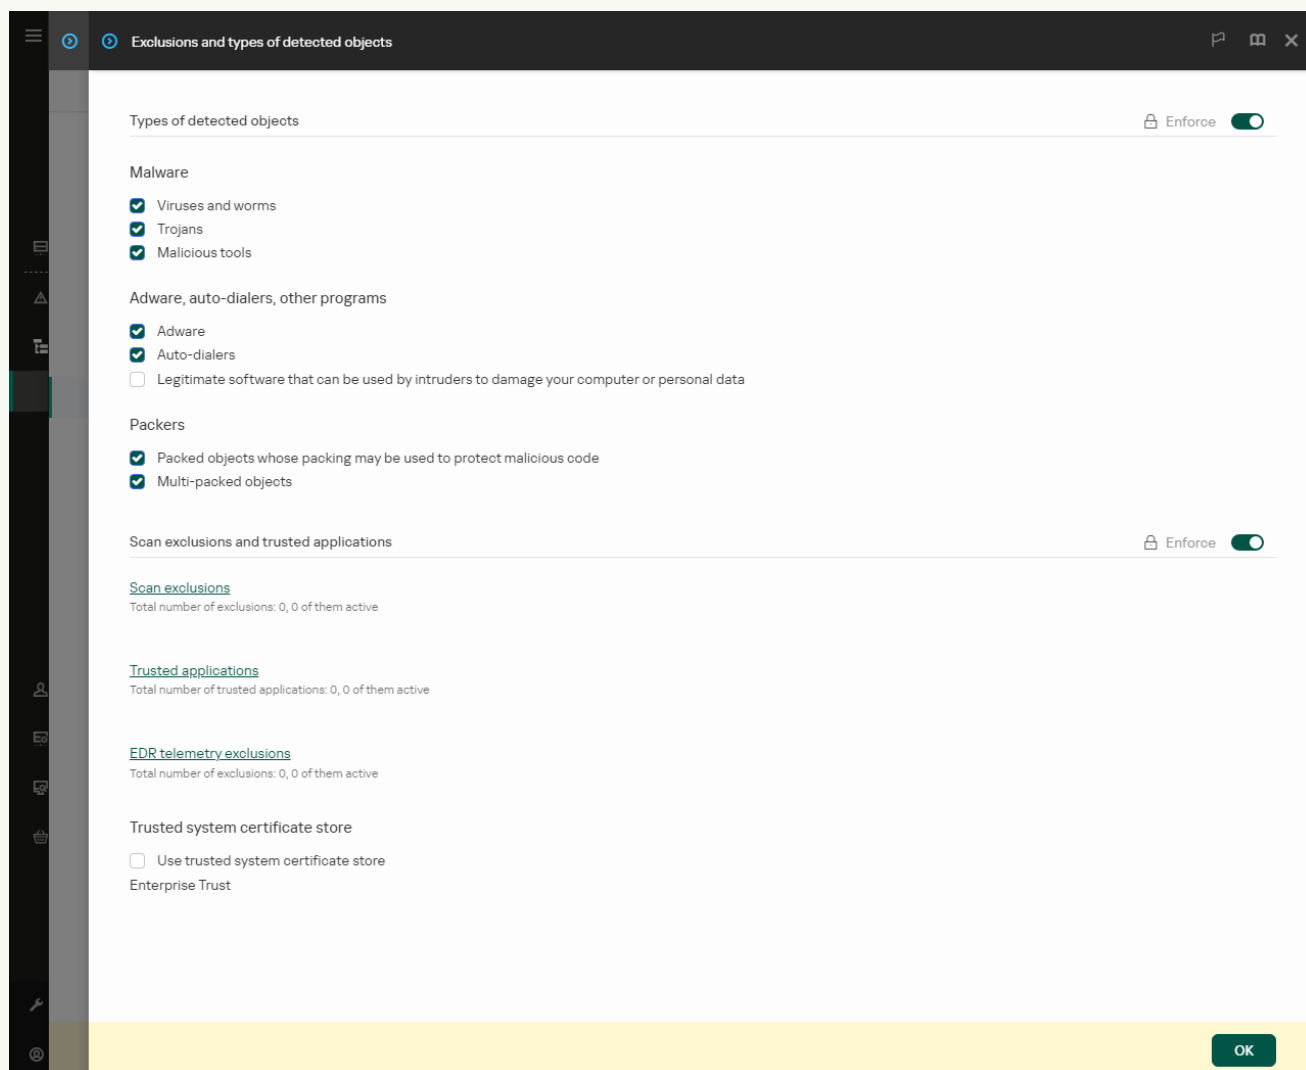 Exclusions and types of detected objects
Types of detected objects
Enforce
Malware
Viruses and worms
Trojans
Malicious tools
Adware, auto-dialers, other programs
Adware
Auto-dialers
Legitimate software that can be used by intruders to damage your computer or personal data
Packers
Packed objects whose packing may be used to protect malicious code
Multi-packed objects
Scan exclusions and trusted applications
Enforce
Scan exclusions
Total number of exclusions: 0, 0 of them active
Trusted applications
Total number of trusted applications: 0, 0 of them active
EDR telemetry exclusions
Total number of exclusions: 0, 0 of them active
Trusted system certificate store
Use trusted system certificate store
Enterprise Trust
OK